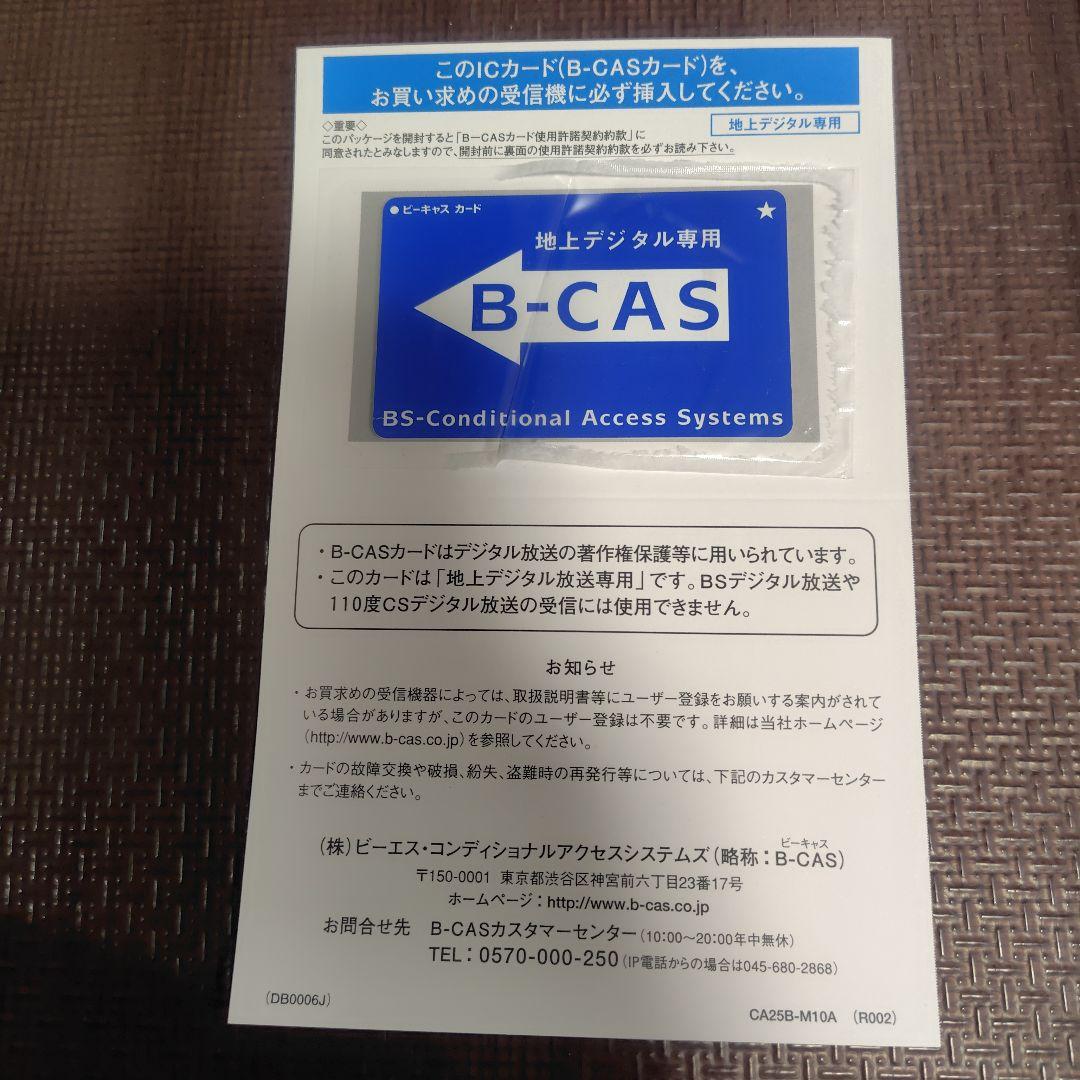 このICカード(B-CASカード)を、
お買い求めの受信機に必ず挿入してください。
地上デジタル専用
◇重要◇
このパッケージを開封すると「B-CASカード使用許諾契約約款」に
同意されたとみなしますので、開封前に裏面の使用許諾契約約款を必ずお読み下さい。
●ビーキャス カード
★
地上デジタル専用
B-CAS
BS-Conditional Access Systems
・B-CASカードはデジタル放送の著作権保護等に用いられています。
・このカードは「地上デジタル放送専用」です。BSデジタル放送や
110度CSデジタル放送の受信には使用できません。
お知らせ
・お買求めの受信機器によっては、取扱説明書等にユーザー登録をお願いする案内がされて
いる場合がありますが、このカードのユーザー登録は不要です。詳細は当社ホームページ
(http://www.b-cas.co.jp)を参照してください。
・カードの故障交換や破損、紛失、盗難時の再発行等については、下記のカスタマーセンター
までご連絡ください。
ビーキャス
(株)ビーエス・コンディショナルアクセスシステムズ(略称:B-CAS)
〒150-0001 東京都渋谷区神宮前六丁目23番17号
ホームページ:http://www.b-cas.co.jp
お問合せ先 B-CASカスタマーセンター(10:00〜20:00年中無休)
TEL:0570-000-250(IP電話からの場合は045-680-2868)
(DB0006J)
CA25B-M10A (R002)